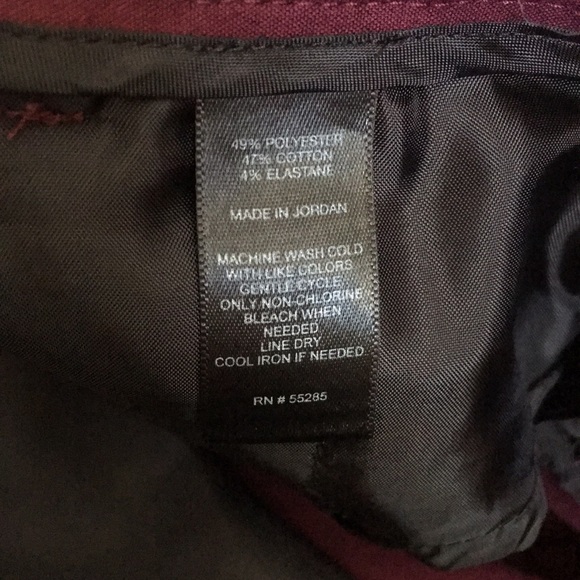 49% POLYESTER
47% COTTON
4% ELASTANE
MADE IN JORDAN
MACHINE WASH COLD
WITH LIKE COLORS
GENTLE CYCLE
ONLY NON-CHLORINE
BLEACH WHEN
NEEDED
LINE DRY
COOL IRON IF NEEDED
RN # 55285